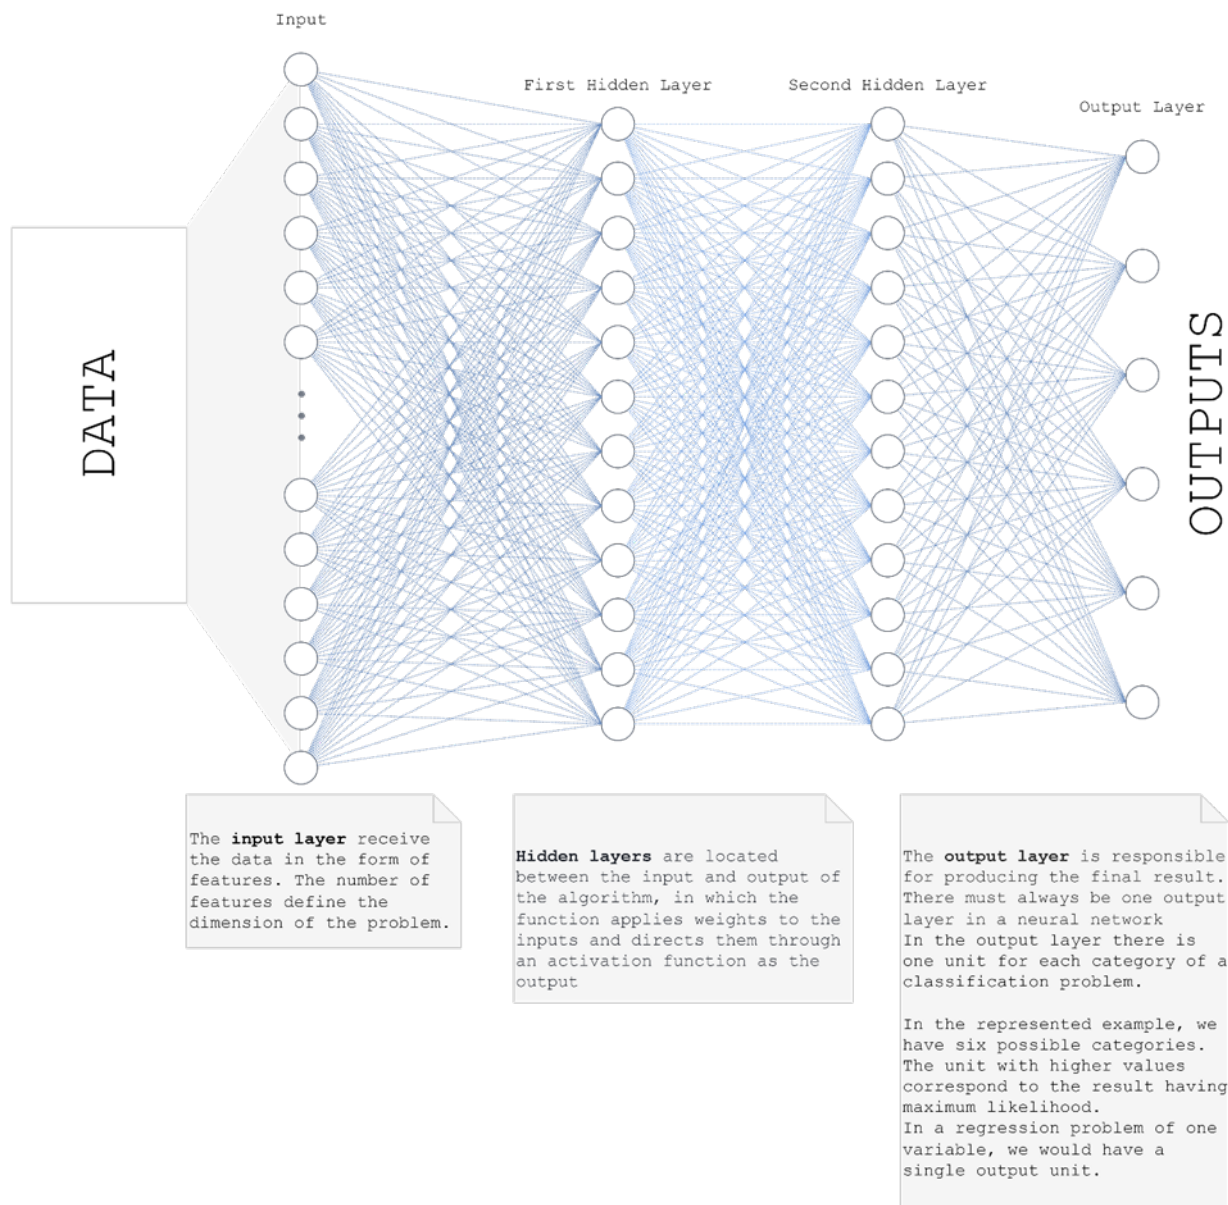 Input
First Hidden Layer
Second Hidden Layer
Output Layer
DATA
OUTPUTS
The input layer receive
the data in the form of
features. The number of
features define the
dimension of the problem.
Hidden layers are located
between the input and output of
the algorithm, in which the
function applies weights to the
inputs and directs them through
an activation function as the
output
The output layer is responsible
for producing the final result.
There must always be one output
layer in a neural network
In the output layer there is
one unit for each category of a
classification problem.
In the represented example, we
have six possible categories.
The unit with higher values
correspond to the result having
maximum likelihood.
In a regression problem of one
variable, we would have a
single output unit.